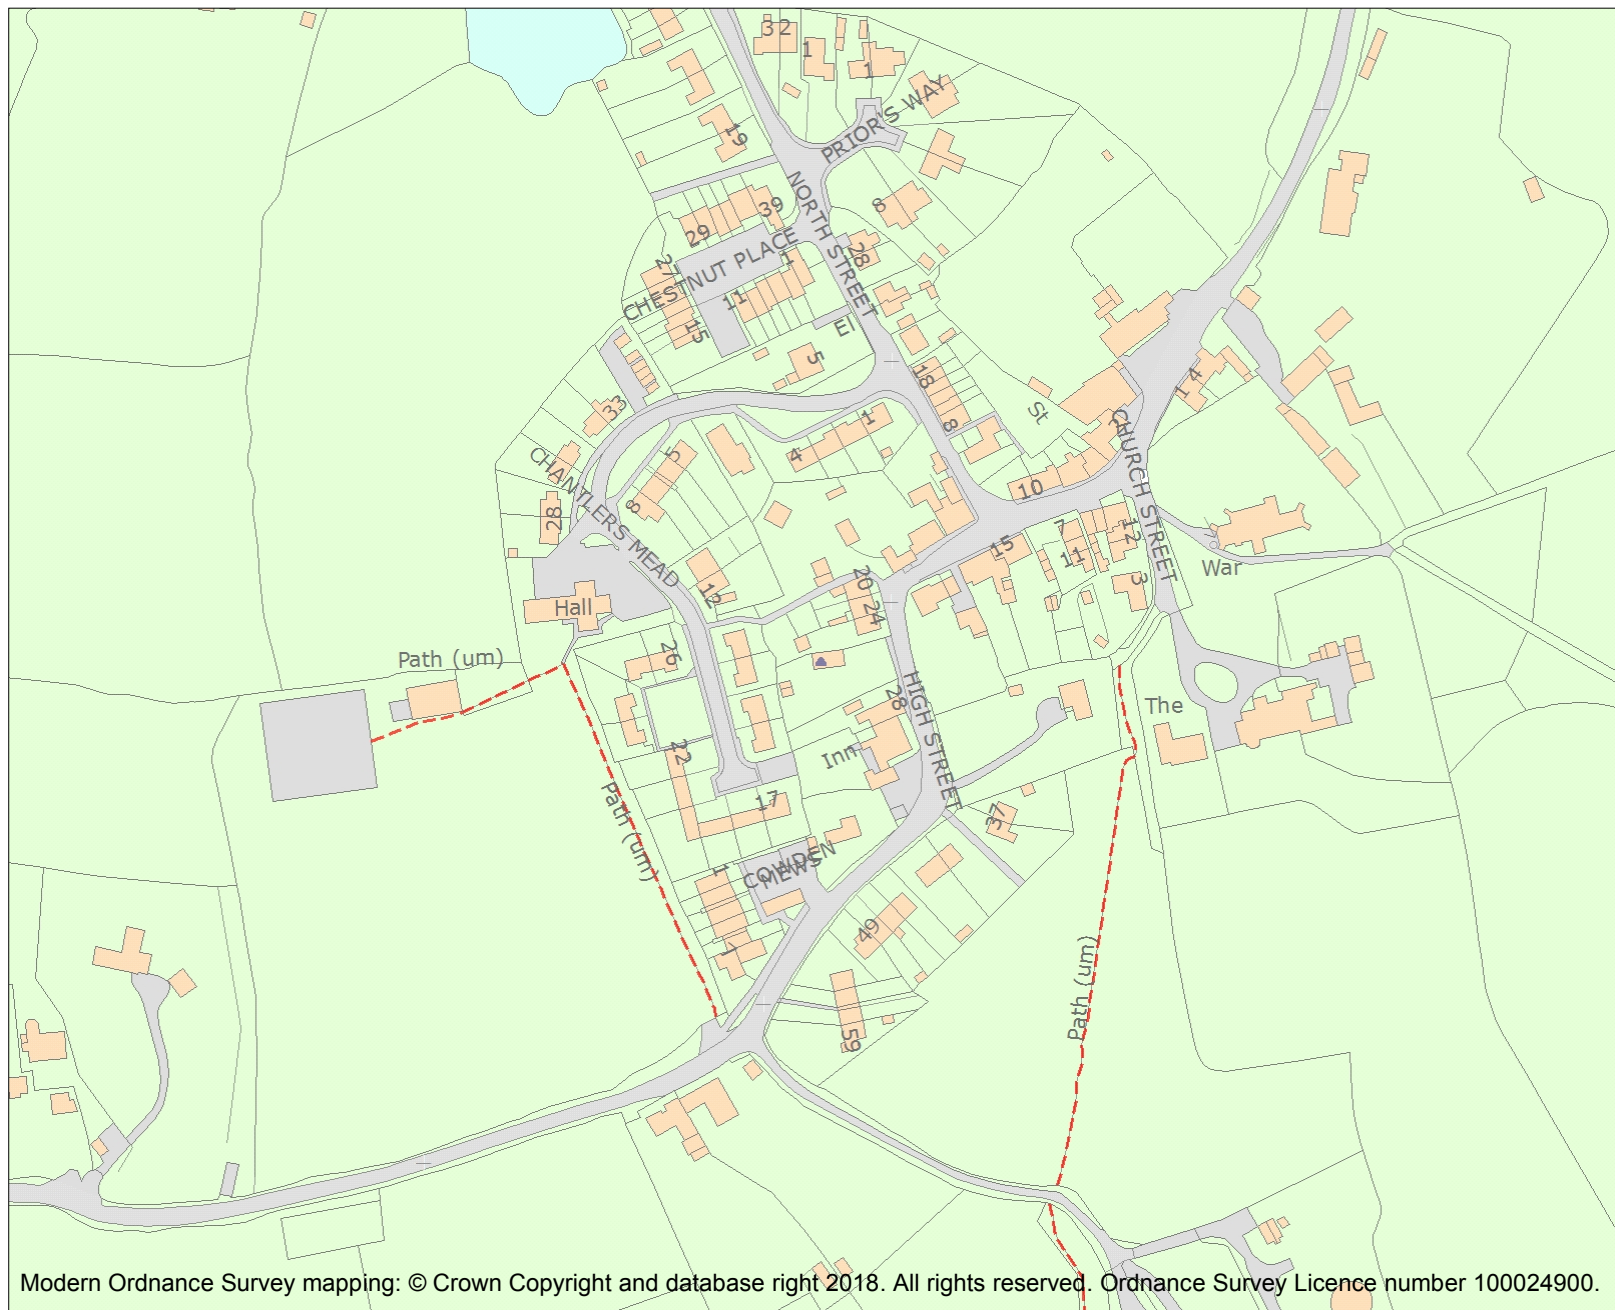 32
1
1
PRIOR'S WAY
19
NORTH STREET
39
8
29
28
CHESTNUT PLACE
27
1
11
15
El
5
18
14
33
St
8
1
CHURCH STREET
4
5
CHANTLERS MEAD
8
28
10
7
12
15
11
War
3
20
24
12
Hall
26
Path (um)
28
HIGH STREET
The
22
Inn
17
37
Path (um)
COWDEN
MEWS
1
49
7
Path (um)
59
Modern Ordnance Survey mapping: © Crown Copyright and database right 2018. All rights reserved. Ordnance Survey Licence number 100024900.